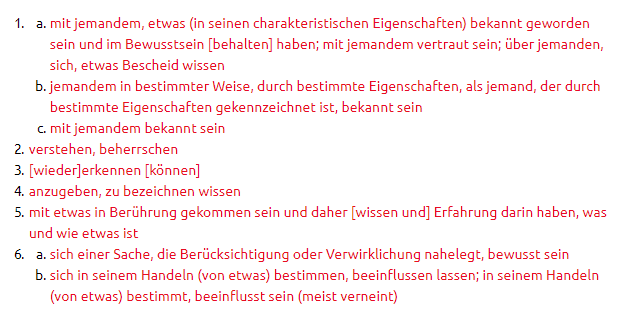 1. a. mit jemandem, etwas (in seinen charakteristischen Eigenschaften) bekannt geworden
sein und im Bewusstsein [behalten] haben; mit jemandem vertraut sein; über jemanden,
sich, etwas Bescheid wissen
b. jemandem in bestimmter Weise, durch bestimmte Eigenschaften, als jemand, der durch
bestimmte Eigenschaften gekennzeichnet ist, bekannt sein
c. mit jemandem bekannt sein
2. verstehen, beherrschen
3. [wieder]erkennen [können]
4. anzugeben, zu bezeichnen wissen
5. mit etwas in Berührung gekommen sein und daher [wissen und] Erfahrung darin haben, was
und wie etwas ist
6. a. sich einer Sache, die Berücksichtigung oder Verwirklichung nahelegt, bewusst sein
b. sich in seinem Handeln (von etwas) bestimmen, beeinflussen lassen; in seinem Handeln
(von etwas) bestimmt, beeinflusst sein (meist verneint)